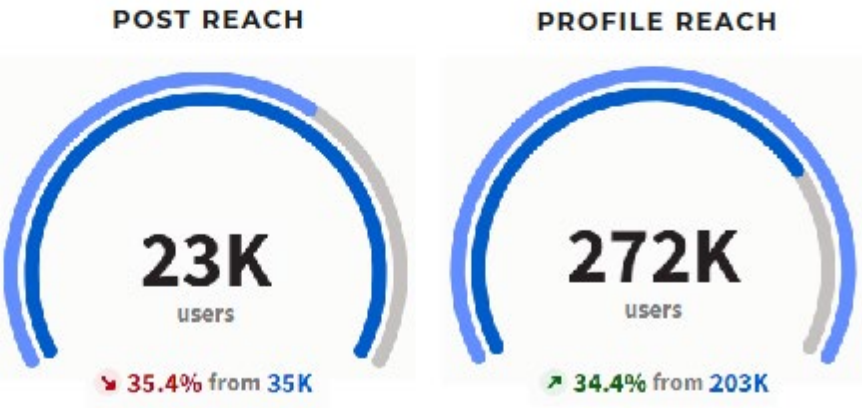 POST REACH
23K
users
35.4% from 35K
PROFILE REACH
272K
users
34.4% from 203K